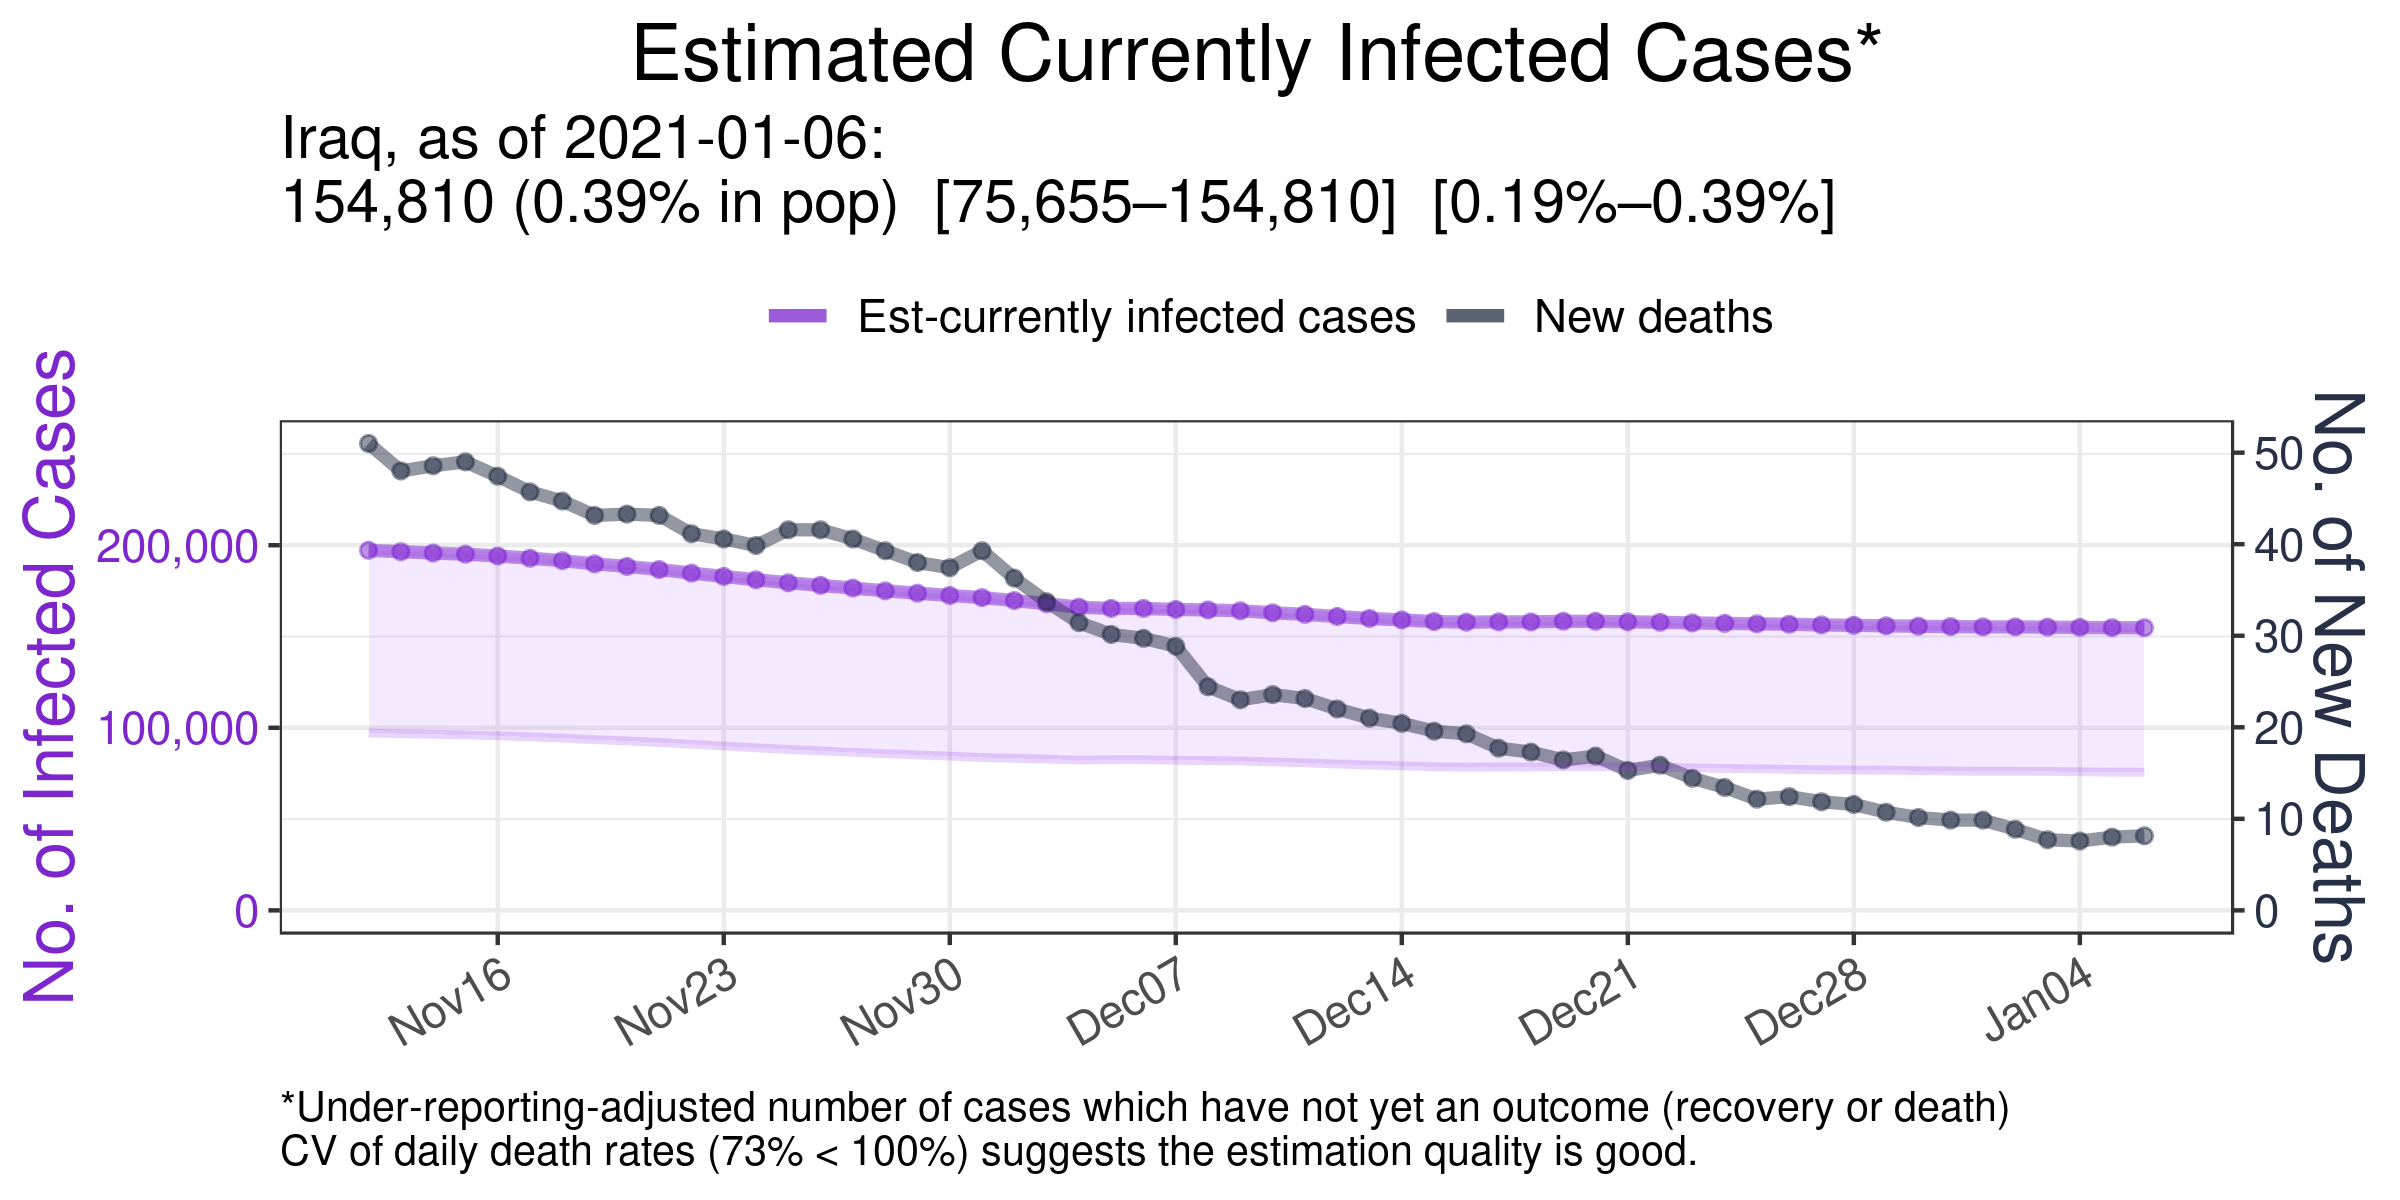 Estimated Currently Infected Cases*
Iraq, as of 2021-01-06:
154,810 (0.39% in pop)  [75,655–154,810]  [0.19%–0.39%]
Est-currently infected cases
New deaths
No. of Infected Cases
200,000
100,000
0
50
40
30
20
10
0
No. of New Deaths
Nov16
Nov23
Nov30
Dec07
Dec14
Dec21
Dec28
Jan04
*Under-reporting-adjusted number of cases which have not yet an outcome (recovery or death)
CV of daily death rates (73% < 100%) suggests the estimation quality is good.